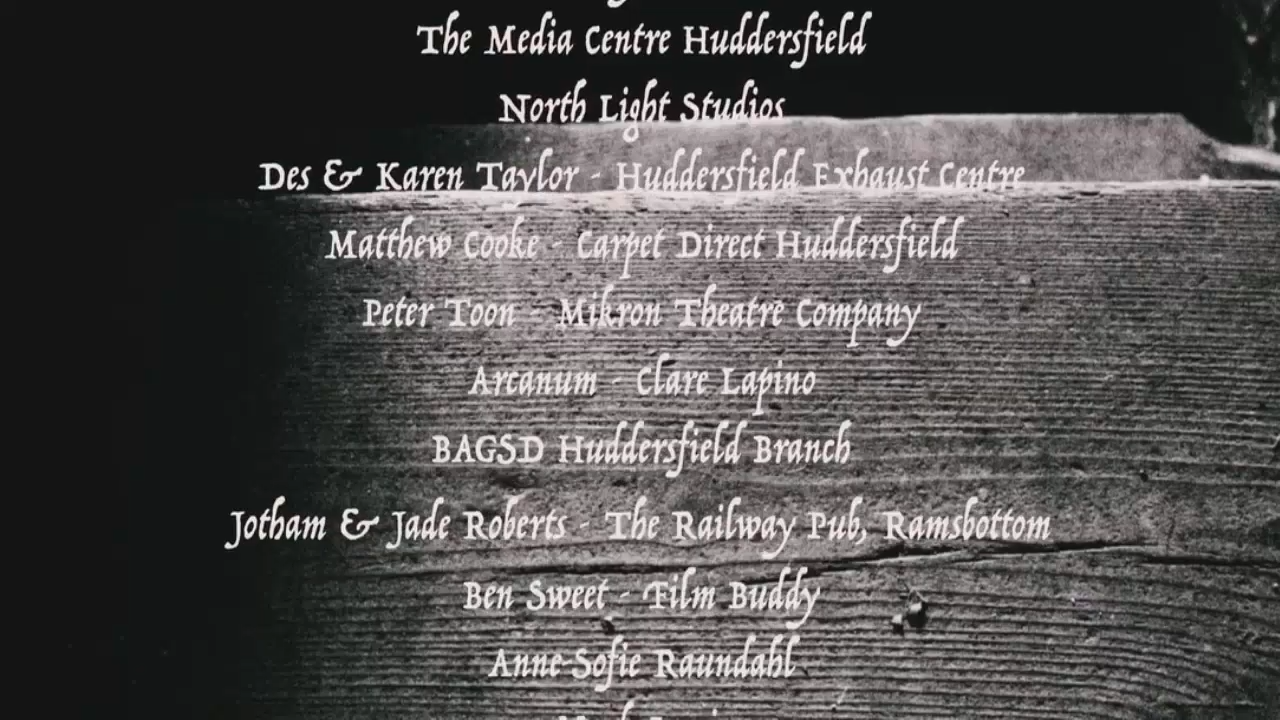 The Media Centre Huddersfield
North Light Studios
Des & Karen Taylor - Huddersfield Exhaust Centre
Matthew Cooke - Carpet Direct Huddersfield
Peter Toon - Mikron Theatre Company
Arcanum - Clare Lapino
BAGSD Huddersfield Branch
Jotham & Jade Roberts - The Railway Pub, Ramsbottom
Ben Sweet - Film Buddy
Anne-Sofie Raundahl